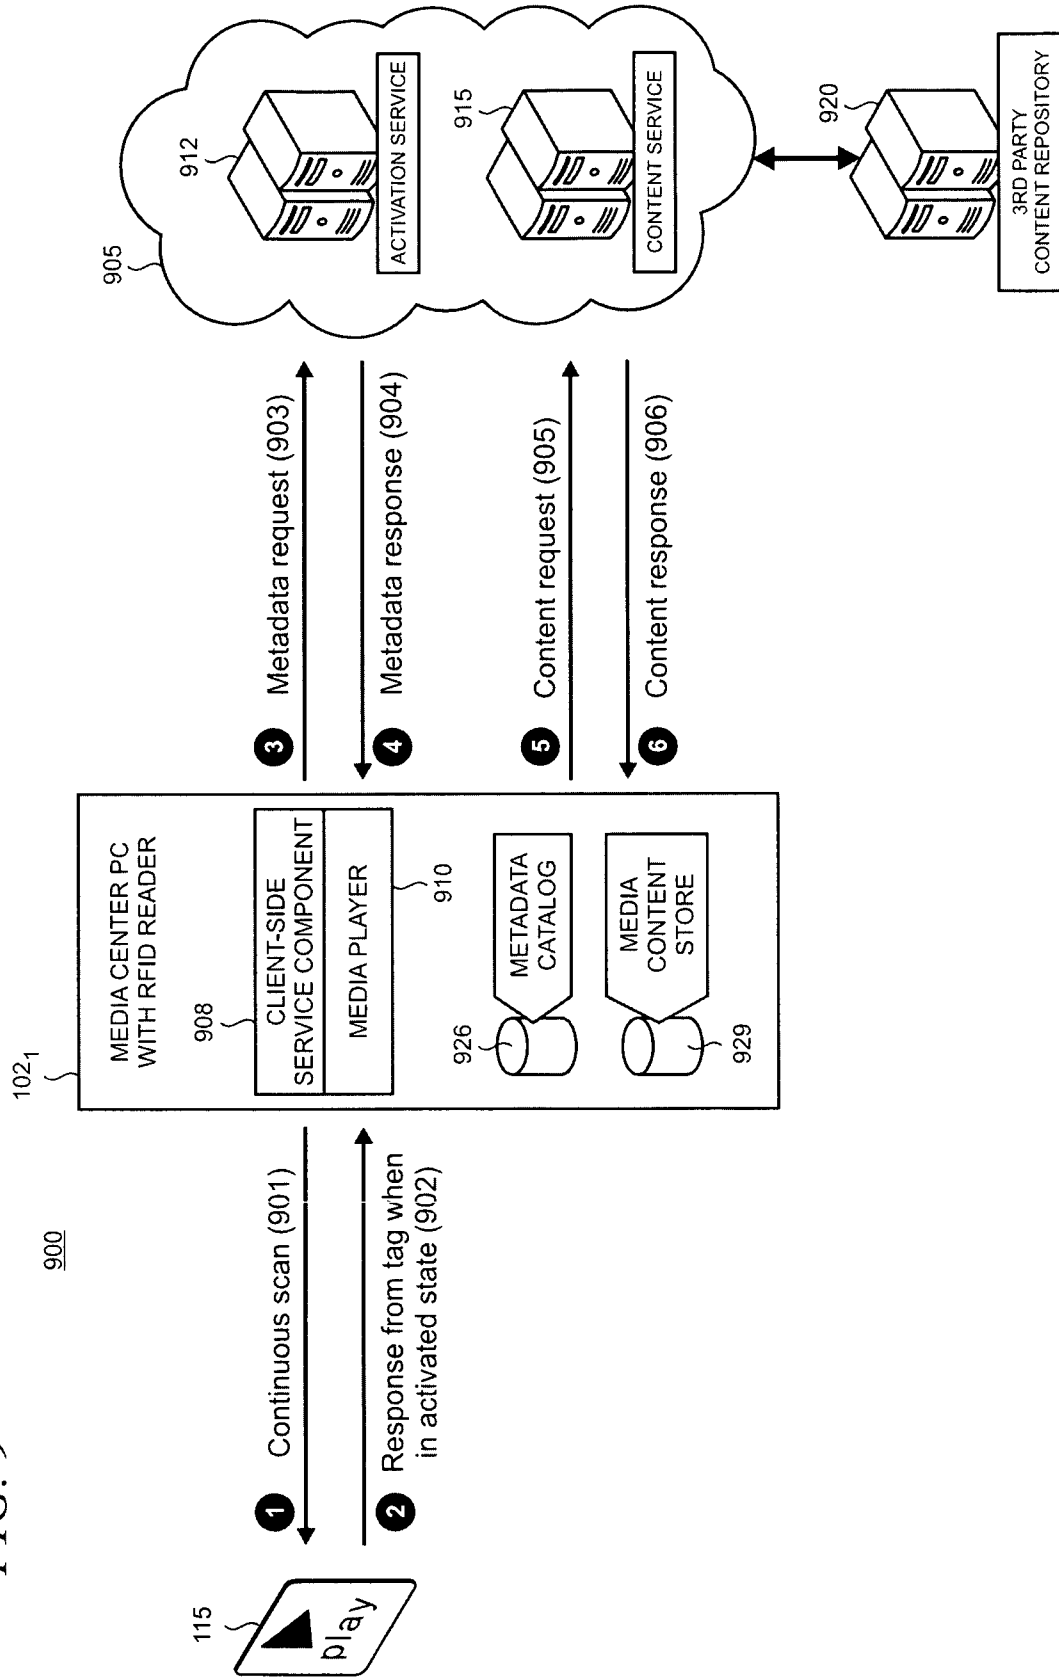 FIG. 9
900
115
play
1 Continuous scan (901)
2 Response from tag when
in activated state (902)
102₁
MEDIA CENTER PC
WITH RFID READER
908
CLIENT-SIDE
SERVICE COMPONENT
MEDIA PLAYER
910
926
METADATA
CATALOG
MEDIA
CONTENT
STORE
929
3 Metadata request (903)
4 Metadata response (904)
5 Content request (905)
6 Content response (906)
905
912
ACTIVATION SERVICE
915
CONTENT SERVICE
920
3RD PARTY
CONTENT REPOSITORY